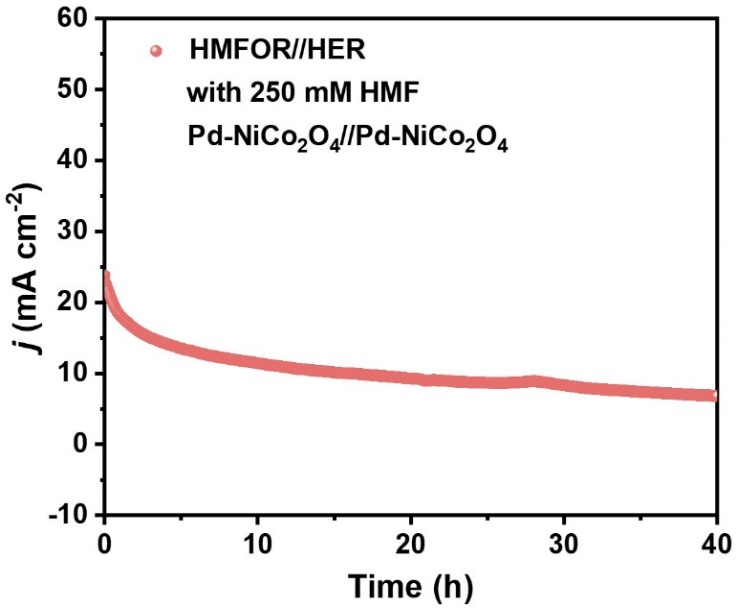 60
50
40
30
20
10
0
-10
j (mA cm⁻²)
HMFOR//HER
with 250 mM HMF
Pd-NiCo₂O₄//Pd-NiCo₂O₄
0 10 20 30 40
Time (h)